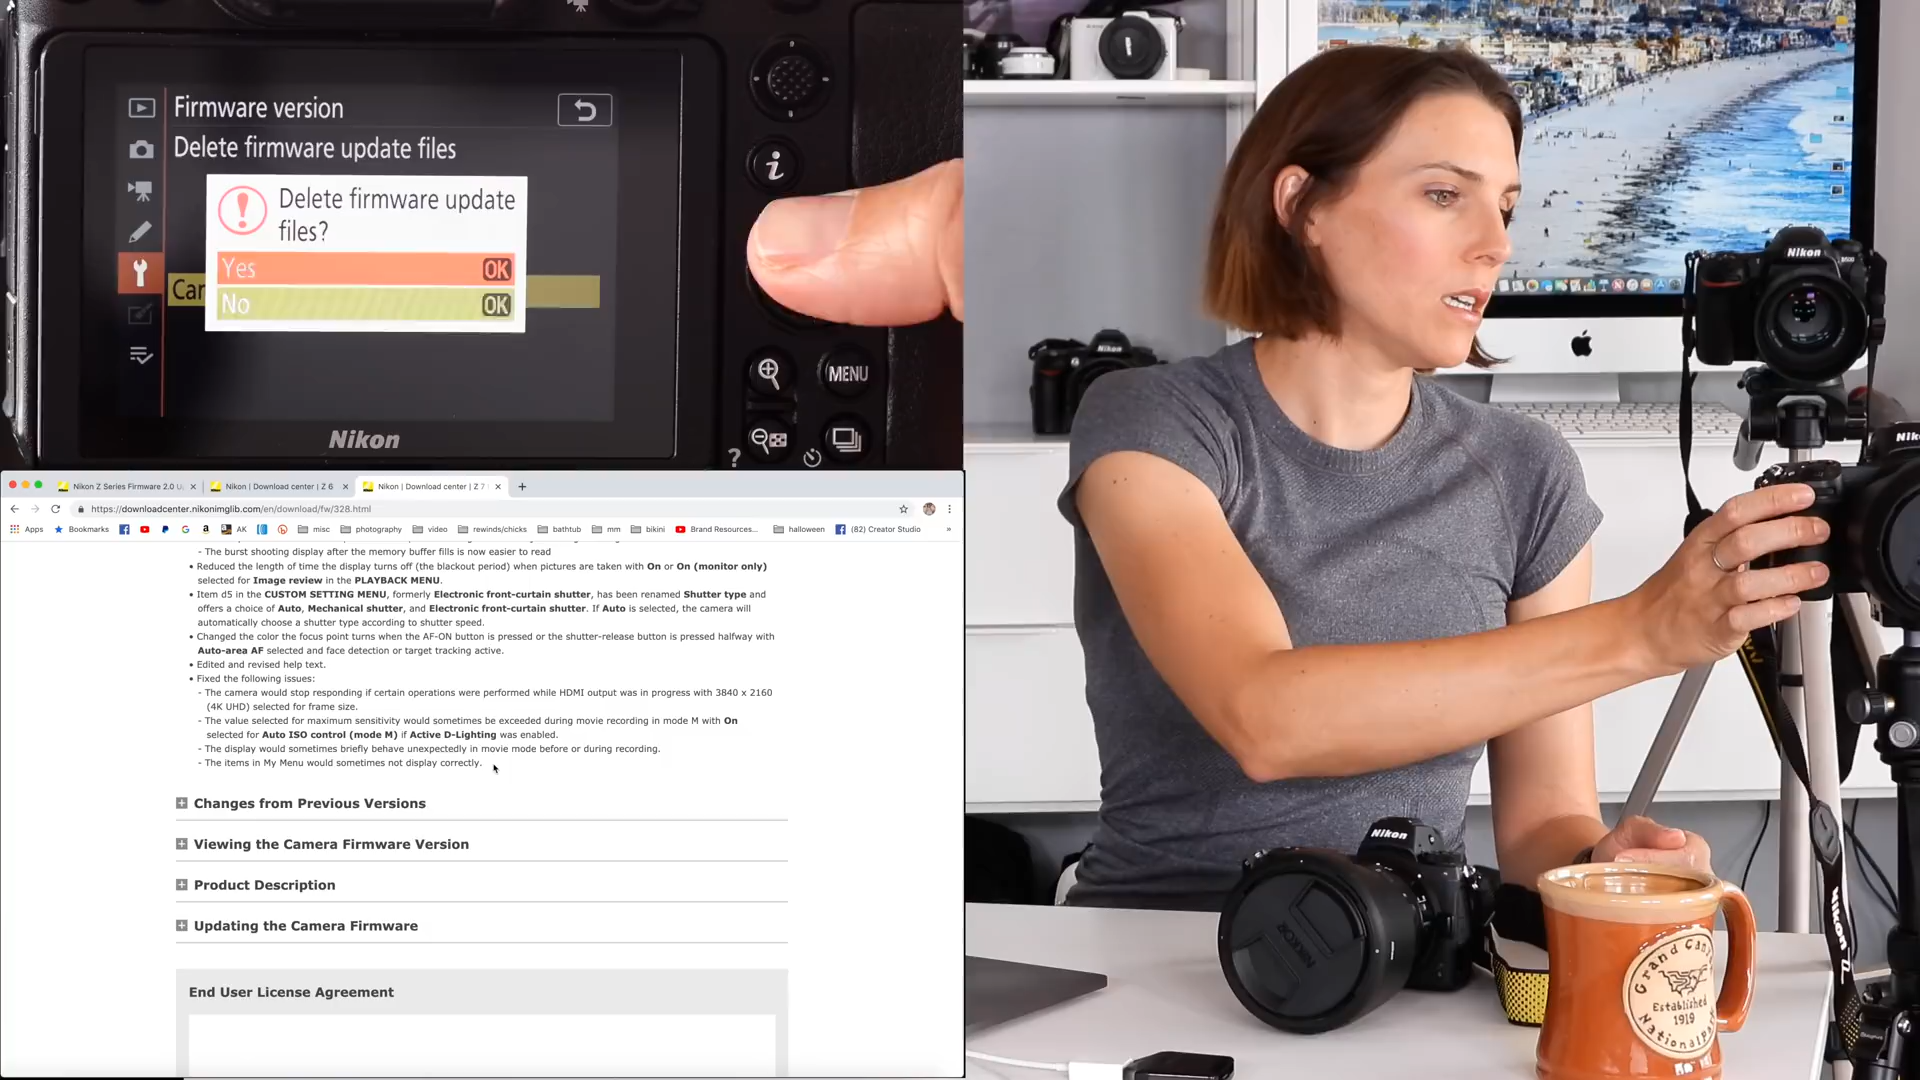 Firmware version
Delete firmware update files
Delete firmware update
files?
Yes OK
Car
No OK
i
MENU
?
Nikon
Nikon Z Series Firmware 2.0
Nikon | Download center | Z 6
Nikon | Download center | Z 7
https://downloadcenter.nikonimglib.com/en/download/fw/328.html
Apps Bookmarks AK misc photography video rewinds/chicks bathtub mm bikini Brand Resources... halloween (82) Creator Studio »
- The burst shooting display after the memory buffer fills is now easier to read
• Reduced the length of time the display turns off (the blackout period) when pictures are taken with On or On (monitor only)
selected for Image review in the PLAYBACK MENU.
• Item d5 in the CUSTOM SETTING MENU, formerly Electronic front-curtain shutter, has been renamed Shutter type and
offers a choice of Auto, Mechanical shutter, and Electronic front-curtain shutter. If Auto is selected, the camera will
automatically choose a shutter type according to shutter speed.
• Changed the color the focus point turns when the AF-ON button is pressed or the shutter-release button is pressed halfway with
Auto-area AF selected and face detection or target tracking active.
• Edited and revised help text.
• Fixed the following issues:
- The camera would stop responding if certain operations were performed while HDMI output was in progress with 3840 x 2160
(4K UHD) selected for frame size.
- The value selected for maximum sensitivity would sometimes be exceeded during movie recording in mode M with On
selected for Auto ISO control (mode M) if Active D-Lighting was enabled.
- The display would sometimes briefly behave unexpectedly in movie mode before or during recording.
- The items in My Menu would sometimes not display correctly.
Changes from Previous Versions
Viewing the Camera Firmware Version
Product Description
Updating the Camera Firmware
End User License Agreement
Nikon
Nikon
Nik
Nikon
NIKKOR
Nikon
Grand Can
Established
1919
National Par